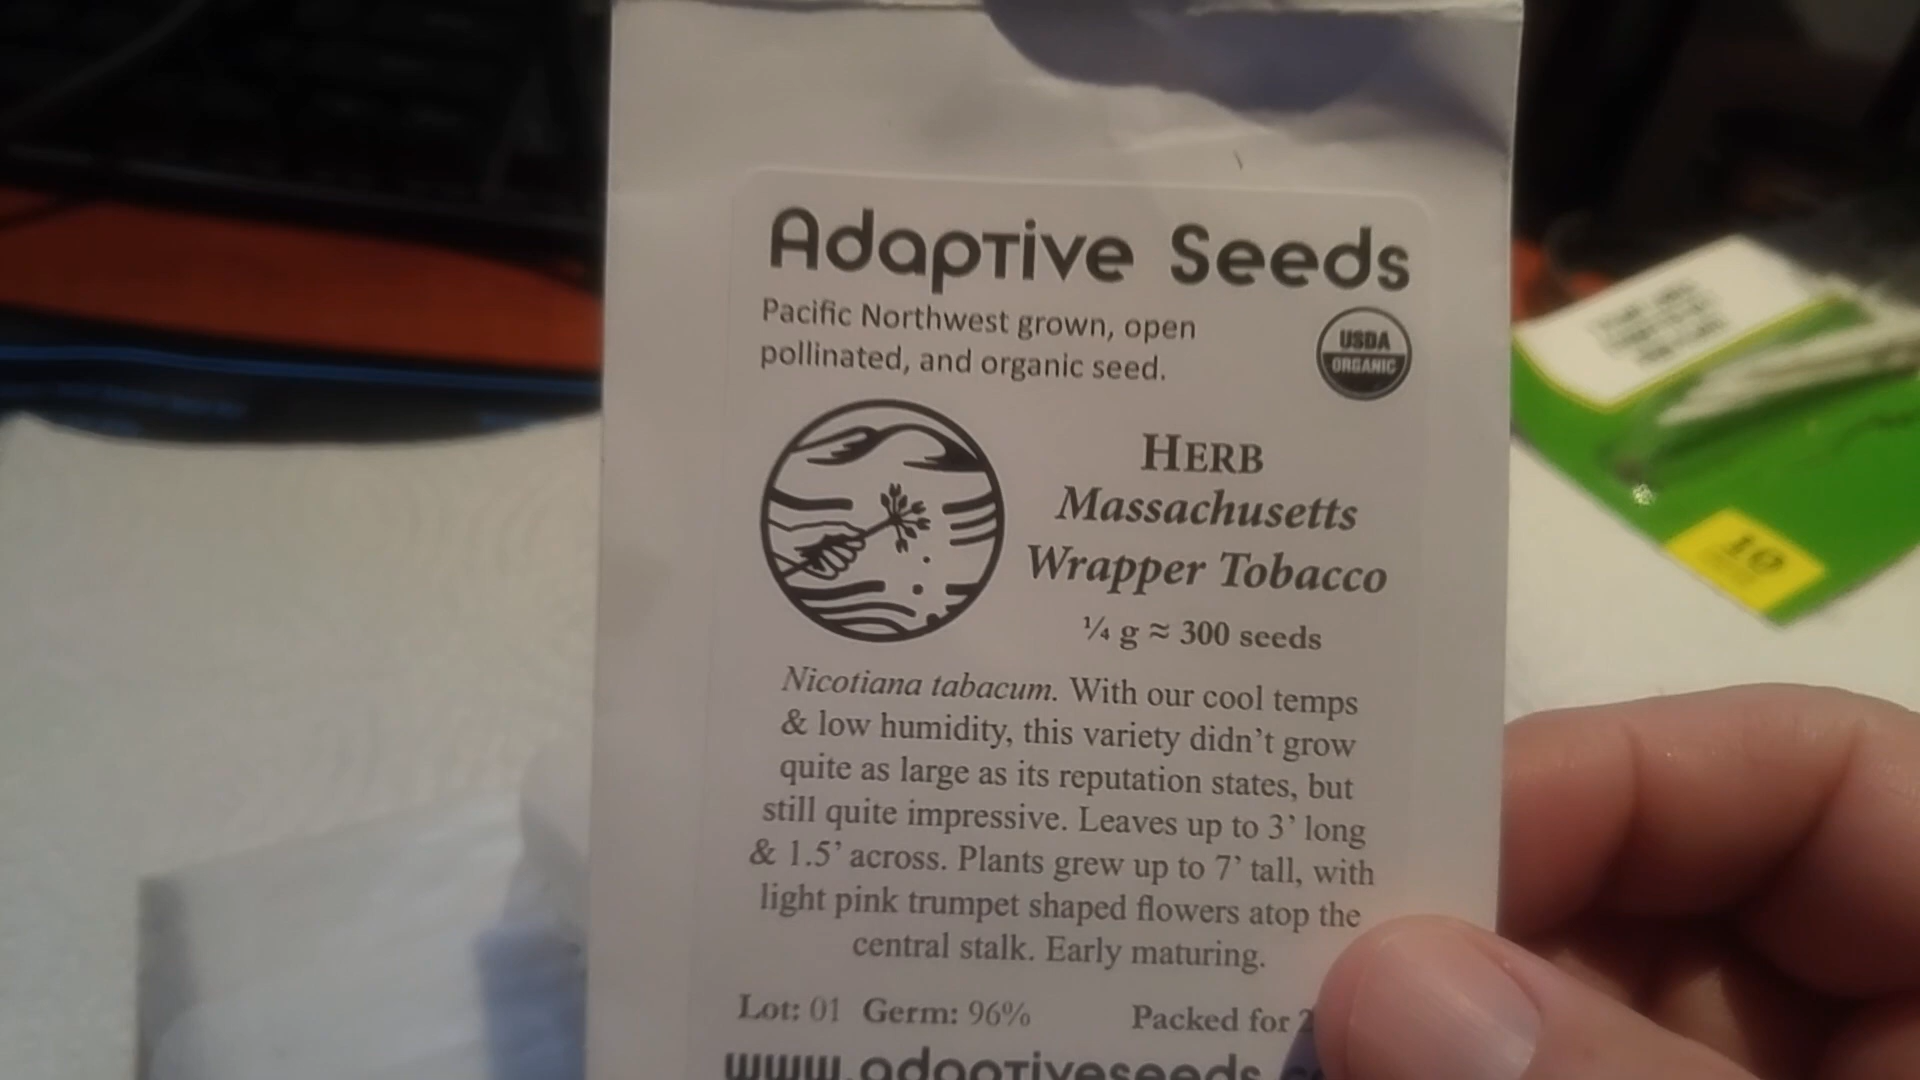 Adaptive Seeds
Pacific Northwest grown, open
pollinated, and organic seed.
USDA
ORGANIC
HERB
Massachusetts
Wrapper Tobacco
¼ g ≈ 300 seeds
Nicotiana tabacum. With our cool temps
& low humidity, this variety didn't grow
quite as large as its reputation states, but
still quite impressive. Leaves up to 3' long
& 1.5' across. Plants grew up to 7' tall, with
light pink trumpet shaped flowers atop the
central stalk. Early maturing.
Lot: 01 Germ: 96% Packed for 2
www.adaptiveseeds.
10